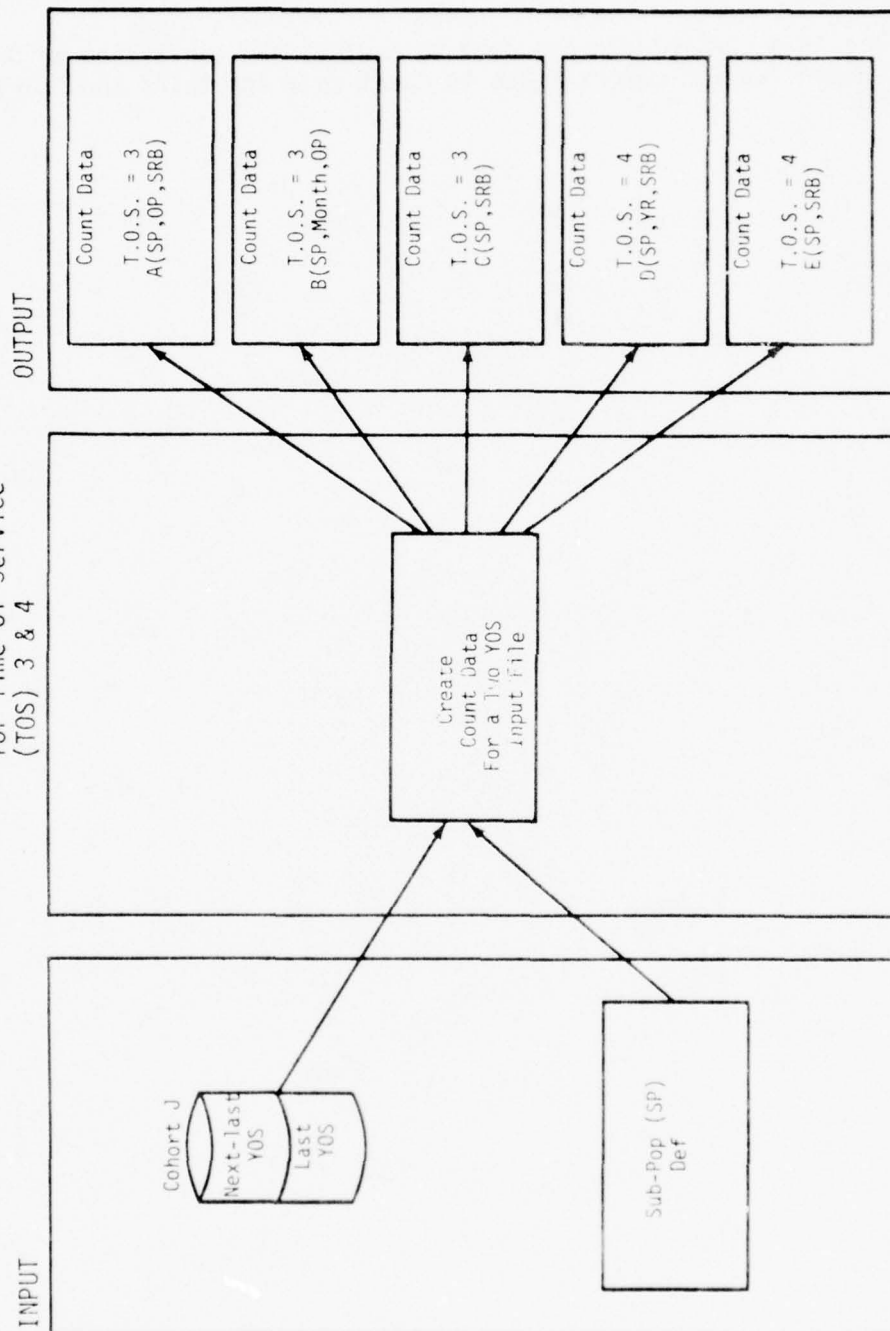 for Time of Service
(TOS) 3 & 4
INPUT
Cohort J
Next-last
YOS
Last
YOS
Sub-Pop (SP)
Def
Create
Count Data
For a Two YOS
Input File
OUTPUT
Count Data
T.O.S. = 3
A(SP,OP,SRB)
Count Data
T.O.S. = 3
B(SP,Month,OP)
Count Data
T.O.S. = 3
C(SP,SRB)
Count Data
T.O.S. = 4
D(SP,YR,SRB)
Count Data
T.O.S. = 4
E(SP,SRB)